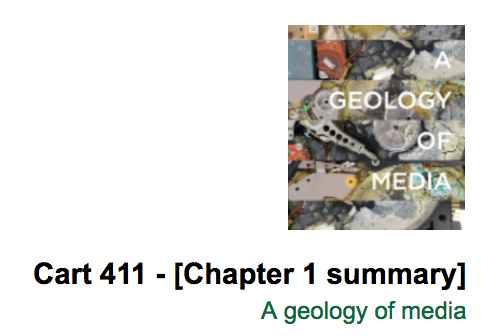 A
GEOLOGY
OF
MEDIA
Cart 411 - [Chapter 1 summary]
A geology of media